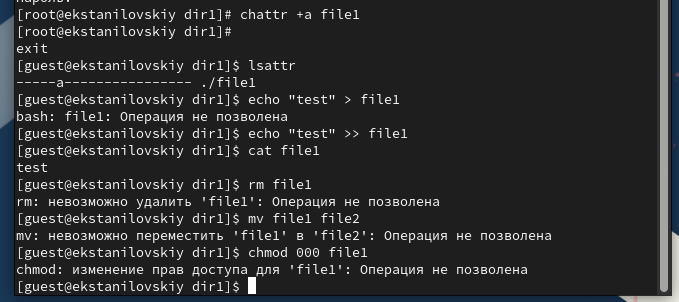 пароль:
[root@ekstanilovskiy dir1]# chattr +a file1
[root@ekstanilovskiy dir1]#
exit
[guest@ekstanilovskiy dir1]$ lsattr
-----a---------------- ./file1
[guest@ekstanilovskiy dir1]$ echo "test" > file1
bash: file1: Операция не позволена
[guest@ekstanilovskiy dir1]$ echo "test" >> file1
[guest@ekstanilovskiy dir1]$ cat file1
test
[guest@ekstanilovskiy dir1]$ rm file1
rm: невозможно удалить 'file1': Операция не позволена
[guest@ekstanilovskiy dir1]$ mv file1 file2
mv: невозможно переместить 'file1' в 'file2': Операция не позволена
[guest@ekstanilovskiy dir1]$ chmod 000 file1
chmod: изменение прав доступа для 'file1': Операция не позволена
[guest@ekstanilovskiy dir1]$